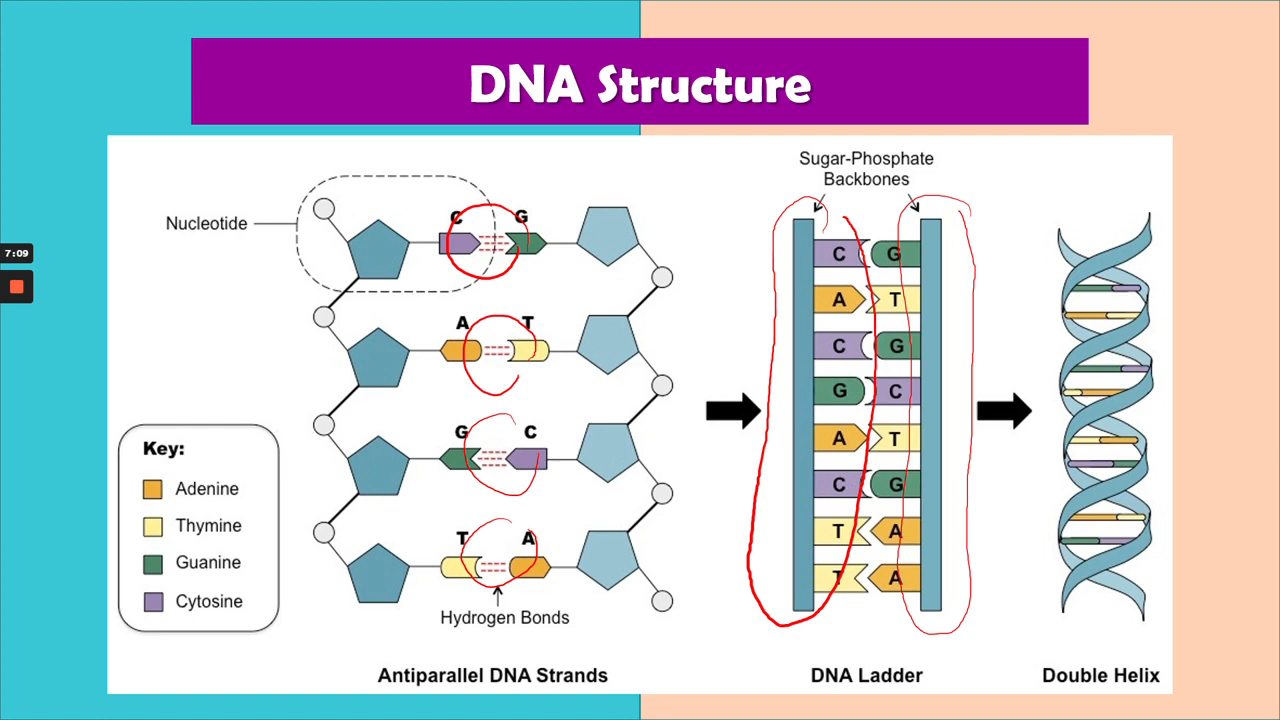 DNA Structure
7:09
Nucleotide
C G
A T
G C
T A
Hydrogen Bonds
Key:
Adenine
Thymine
Guanine
Cytosine
Antiparallel DNA Strands
Sugar-Phosphate
Backbones
C G
A T
C G
G C
A T
C G
T A
T A
DNA Ladder
Double Helix